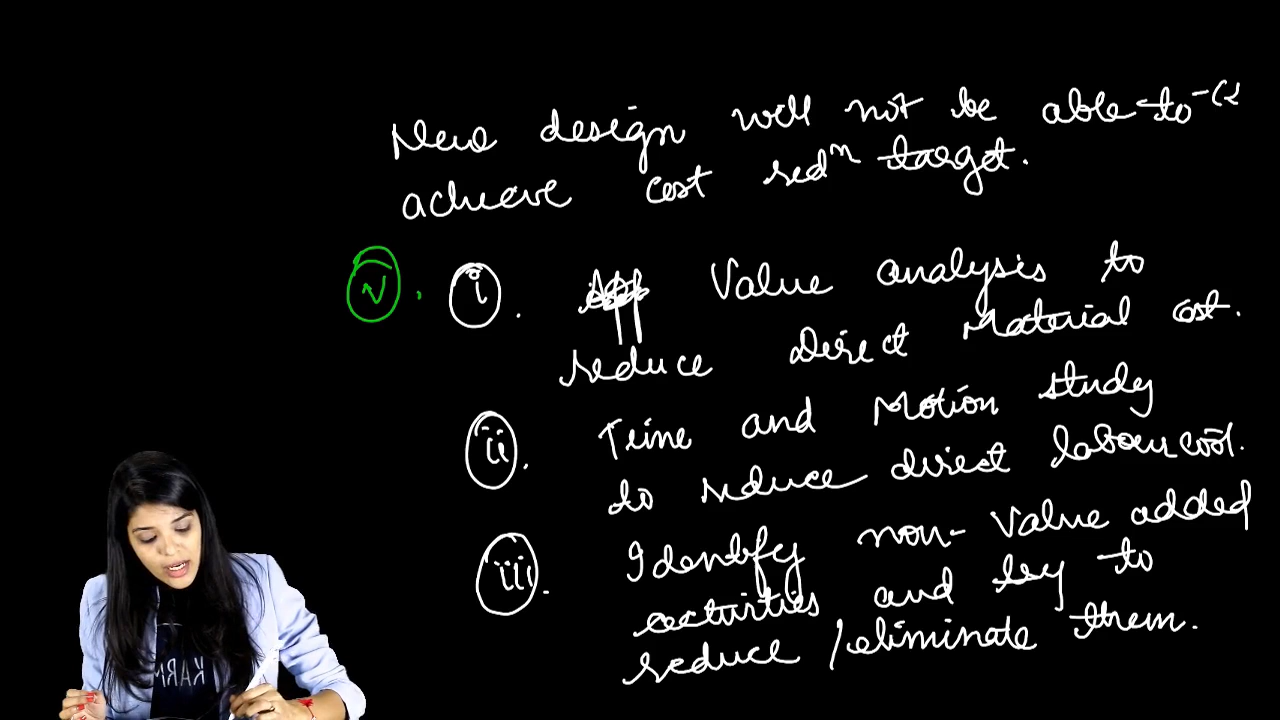 New design will not be able to
achieve cost redⁿ target.
V. i. Value analysis to
reduce Direct Material cost.
ii. Time and Motion study
to reduce direct labour cost.
iii. Identify non-Value added
activities and try to
reduce/eliminate them.
KARM